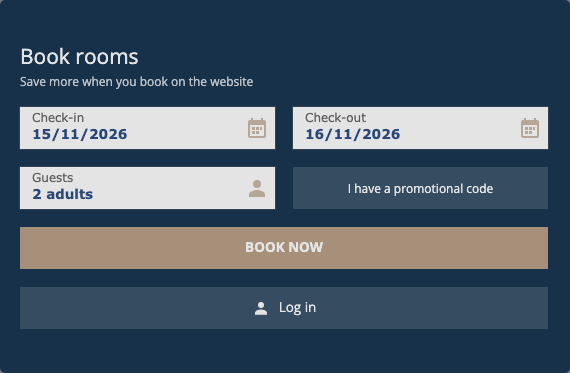 Book rooms
Save more when you book on the website
Check-in
15/11/2026
Check-out
16/11/2026
Guests
2 adults
I have a promotional code
BOOK NOW
Log in